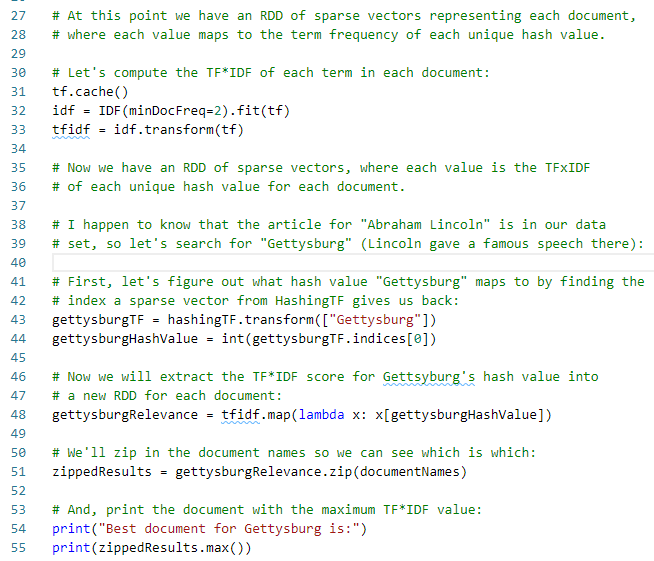 27 # At this point we have an RDD of sparse vectors representing each document,
28 # where each value maps to the term frequency of each unique hash value.
29
30 # Let's compute the TF*IDF of each term in each document:
31 tf.cache()
32 idf = IDF(minDocFreq=2).fit(tf)
33 tfidf = idf.transform(tf)
34
35 # Now we have an RDD of sparse vectors, where each value is the TFxIDF
36 # of each unique hash value for each document.
37
38 # I happen to know that the article for "Abraham Lincoln" is in our data
39 # set, so let's search for "Gettysburg" (Lincoln gave a famous speech there):
40
41 # First, let's figure out what hash value "Gettysburg" maps to by finding the
42 # index a sparse vector from HashingTF gives us back:
43 gettysburgTF = hashingTF.transform(["Gettysburg"])
44 gettysburgHashValue = int(gettysburgTF.indices[0])
45
46 # Now we will extract the TF*IDF score for Gettsyburg's hash value into
47 # a new RDD for each document:
48 gettysburgRelevance = tfidf.map(lambda x: x[gettysburgHashValue])
49
50 # We'll zip in the document names so we can see which is which:
51 zippedResults = gettysburgRelevance.zip(documentNames)
52
53 # And, print the document with the maximum TF*IDF value:
54 print("Best document for Gettysburg is:")
55 print(zippedResults.max())